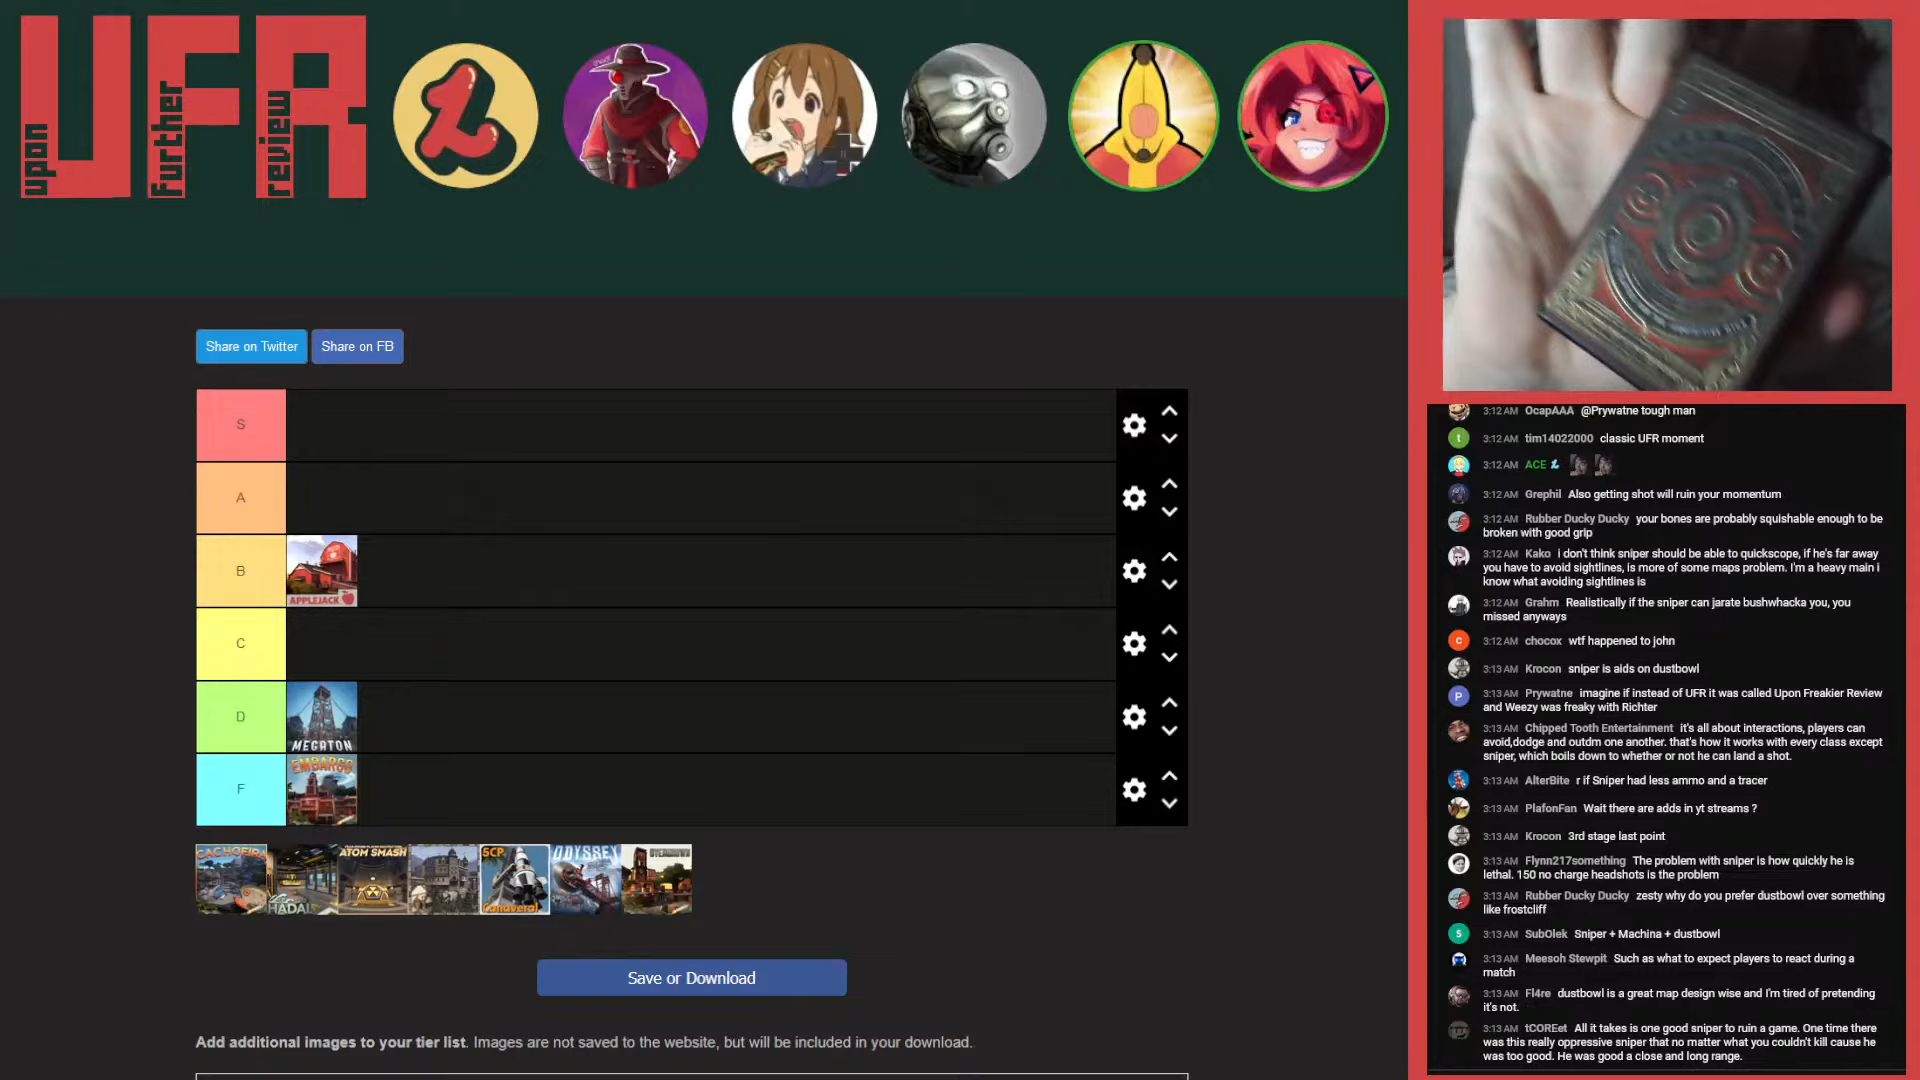 UFR
upon
further
review
Share on Twitter
Share on FB
S
A
B
APPLEJACK
C
D
MEGATON
F
EMBARGO
CACHOEIRA
HADAL
ATOM SMASH
SCP
Canaveral
ODYSSEY
OVERGROWN
Save or Download
Add additional images to your tier list. Images are not saved to the website, but will be included in your download.
3:12 AM OcapAAA @Prywatne tough man
t
3:12 AM tim14022000 classic UFR moment
3:12 AM ACE
3:12 AM Grephil Also getting shot will ruin your momentum
3:12 AM Rubber Ducky Ducky your bones are probably squishable enough to be
broken with good grip
3:12 AM Kako i don't think sniper should be able to quickscope, if he's far away
you have to avoid sightlines, is more of some maps problem. I'm a heavy main i
know what avoiding sightlines is
3:12 AM Grahm Realistically if the sniper can jarate bushwhacka you, you
missed anyways
c
3:12 AM chocox wtf happened to john
3:13 AM Krocon sniper is aids on dustbowl
P
3:13 AM Prywatne imagine if instead of UFR it was called Upon Freakier Review
and Weezy was freaky with Richter
3:13 AM Chipped Tooth Entertainment it's all about interactions, players can
avoid,dodge and outdm one another. that's how it works with every class except
sniper, which boils down to whether or not he can land a shot.
3:13 AM AlterBite r if Sniper had less ammo and a tracer
3:13 AM PlafonFan Wait there are adds in yt streams ?
3:13 AM Krocon 3rd stage last point
3:13 AM Flynn217something The problem with sniper is how quickly he is
lethal. 150 no charge headshots is the problem
3:13 AM Rubber Ducky Ducky zesty why do you prefer dustbowl over something
like frostcliff
S
3:13 AM SubOlek Sniper + Machina + dustbowl
3:13 AM Meesoh Stewpit Such as what to expect players to react during a
match
3:13 AM Fl4re dustbowl is a great map design wise and I'm tired of pretending
it's not.
3:13 AM tCOREet All it takes is one good sniper to ruin a game. One time there
was this really oppressive sniper that no matter what you couldn't kill cause he
was too good. He was good a close and long range.